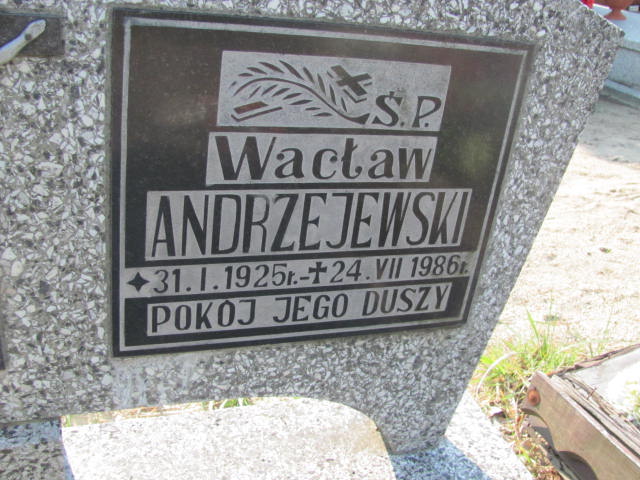 Ś.P.
Wacław
ANDRZEJEWSKI
✦31.I.1925r.-✝24.VII 1986r.
POKÓJ JEGO DUSZY